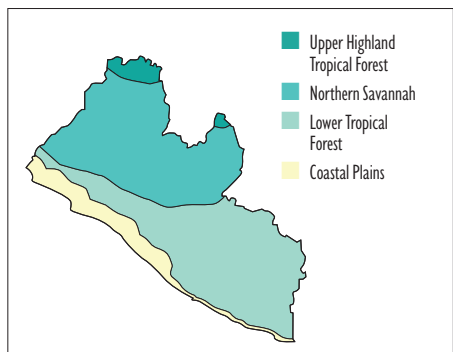 Upper Highland
Tropical Forest
Northern Savannah
Lower Tropical
Forest
Coastal Plains